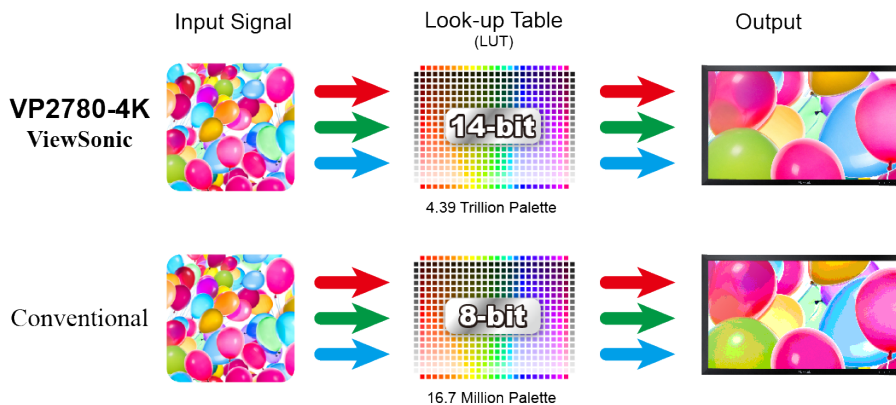 Input Signal
Look-up Table
(LUT)
Output
VP2780-4K
ViewSonic
14-bit
4.39 Trillion Palette
Conventional
8-bit
16.7 Million Palette